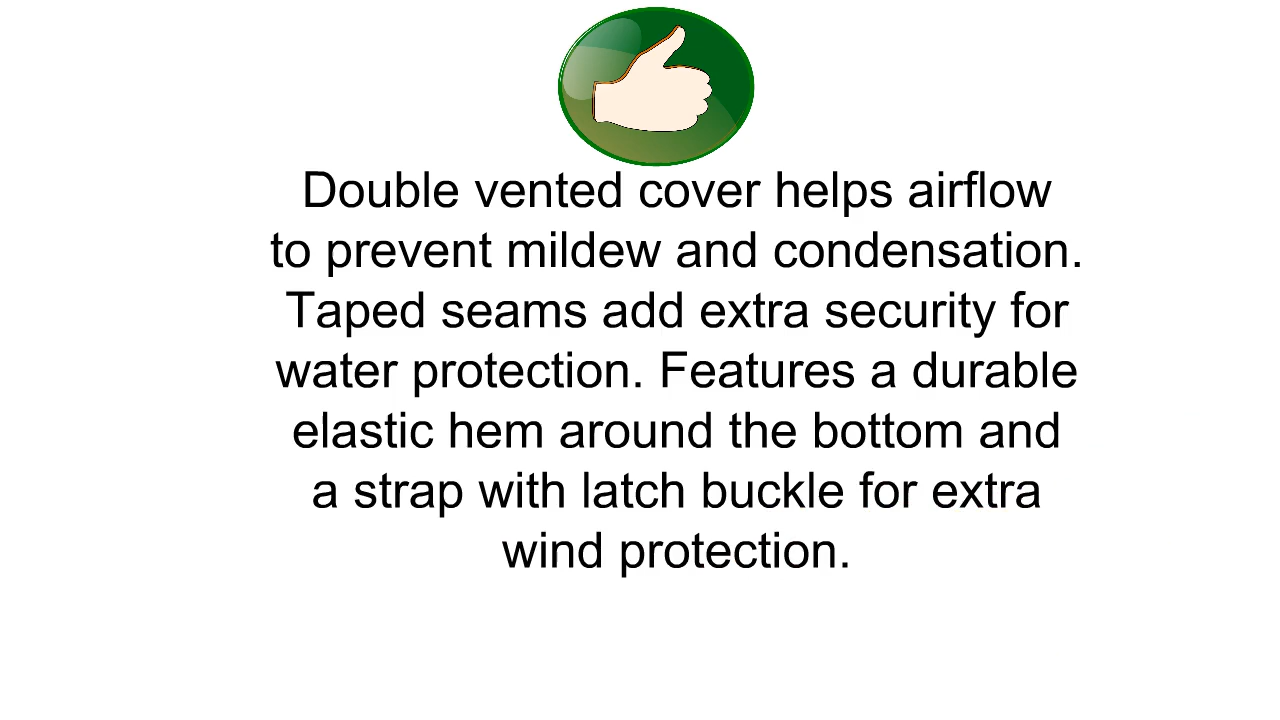 Double vented cover helps airflow
to prevent mildew and condensation.
Taped seams add extra security for
water protection. Features a durable
elastic hem around the bottom and
a strap with latch buckle for extra
wind protection.